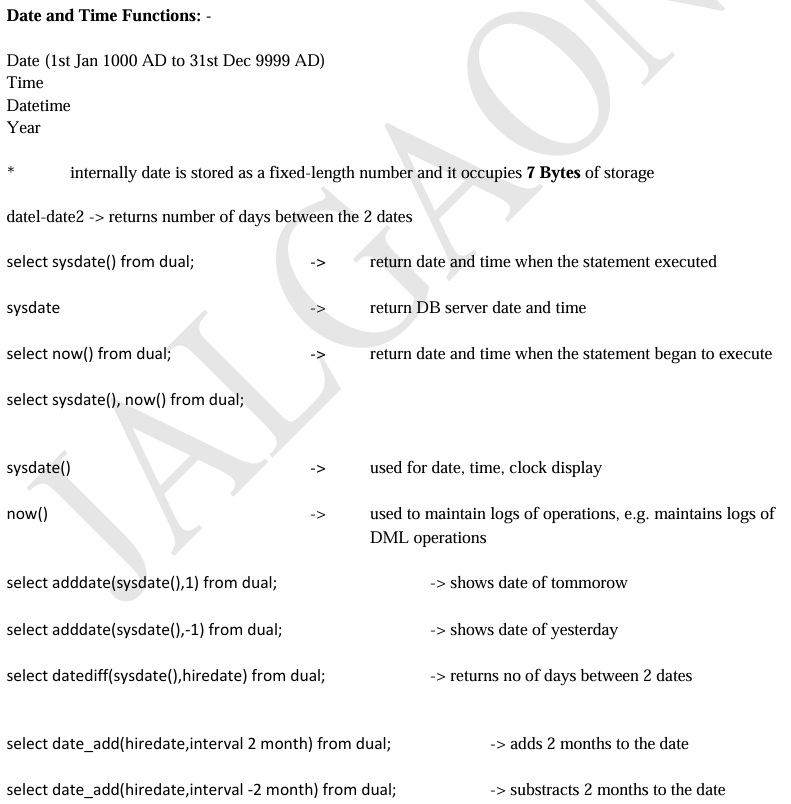 Date and Time Functions: -
Date (1st Jan 1000 AD to 31st Dec 9999 AD)
Time
Datetime
Year
* internally date is stored as a fixed-length number and it occupies 7 Bytes of storage
datel-date2 -> returns number of days between the 2 dates
select sysdate() from dual; -> return date and time when the statement executed
sysdate -> return DB server date and time
select now() from dual; -> return date and time when the statement began to execute
select sysdate(), now() from dual;
sysdate() -> used for date, time, clock display
now() -> used to maintain logs of operations, e.g. maintains logs of
DML operations
select adddate(sysdate(),1) from dual; -> shows date of tommorow
select adddate(sysdate(),-1) from dual; -> shows date of yesterday
select datediff(sysdate(),hiredate) from dual; -> returns no of days between 2 dates
select date_add(hiredate,interval 2 month) from dual; -> adds 2 months to the date
select date_add(hiredate,interval -2 month) from dual; -> substracts 2 months to the date
JALGAON